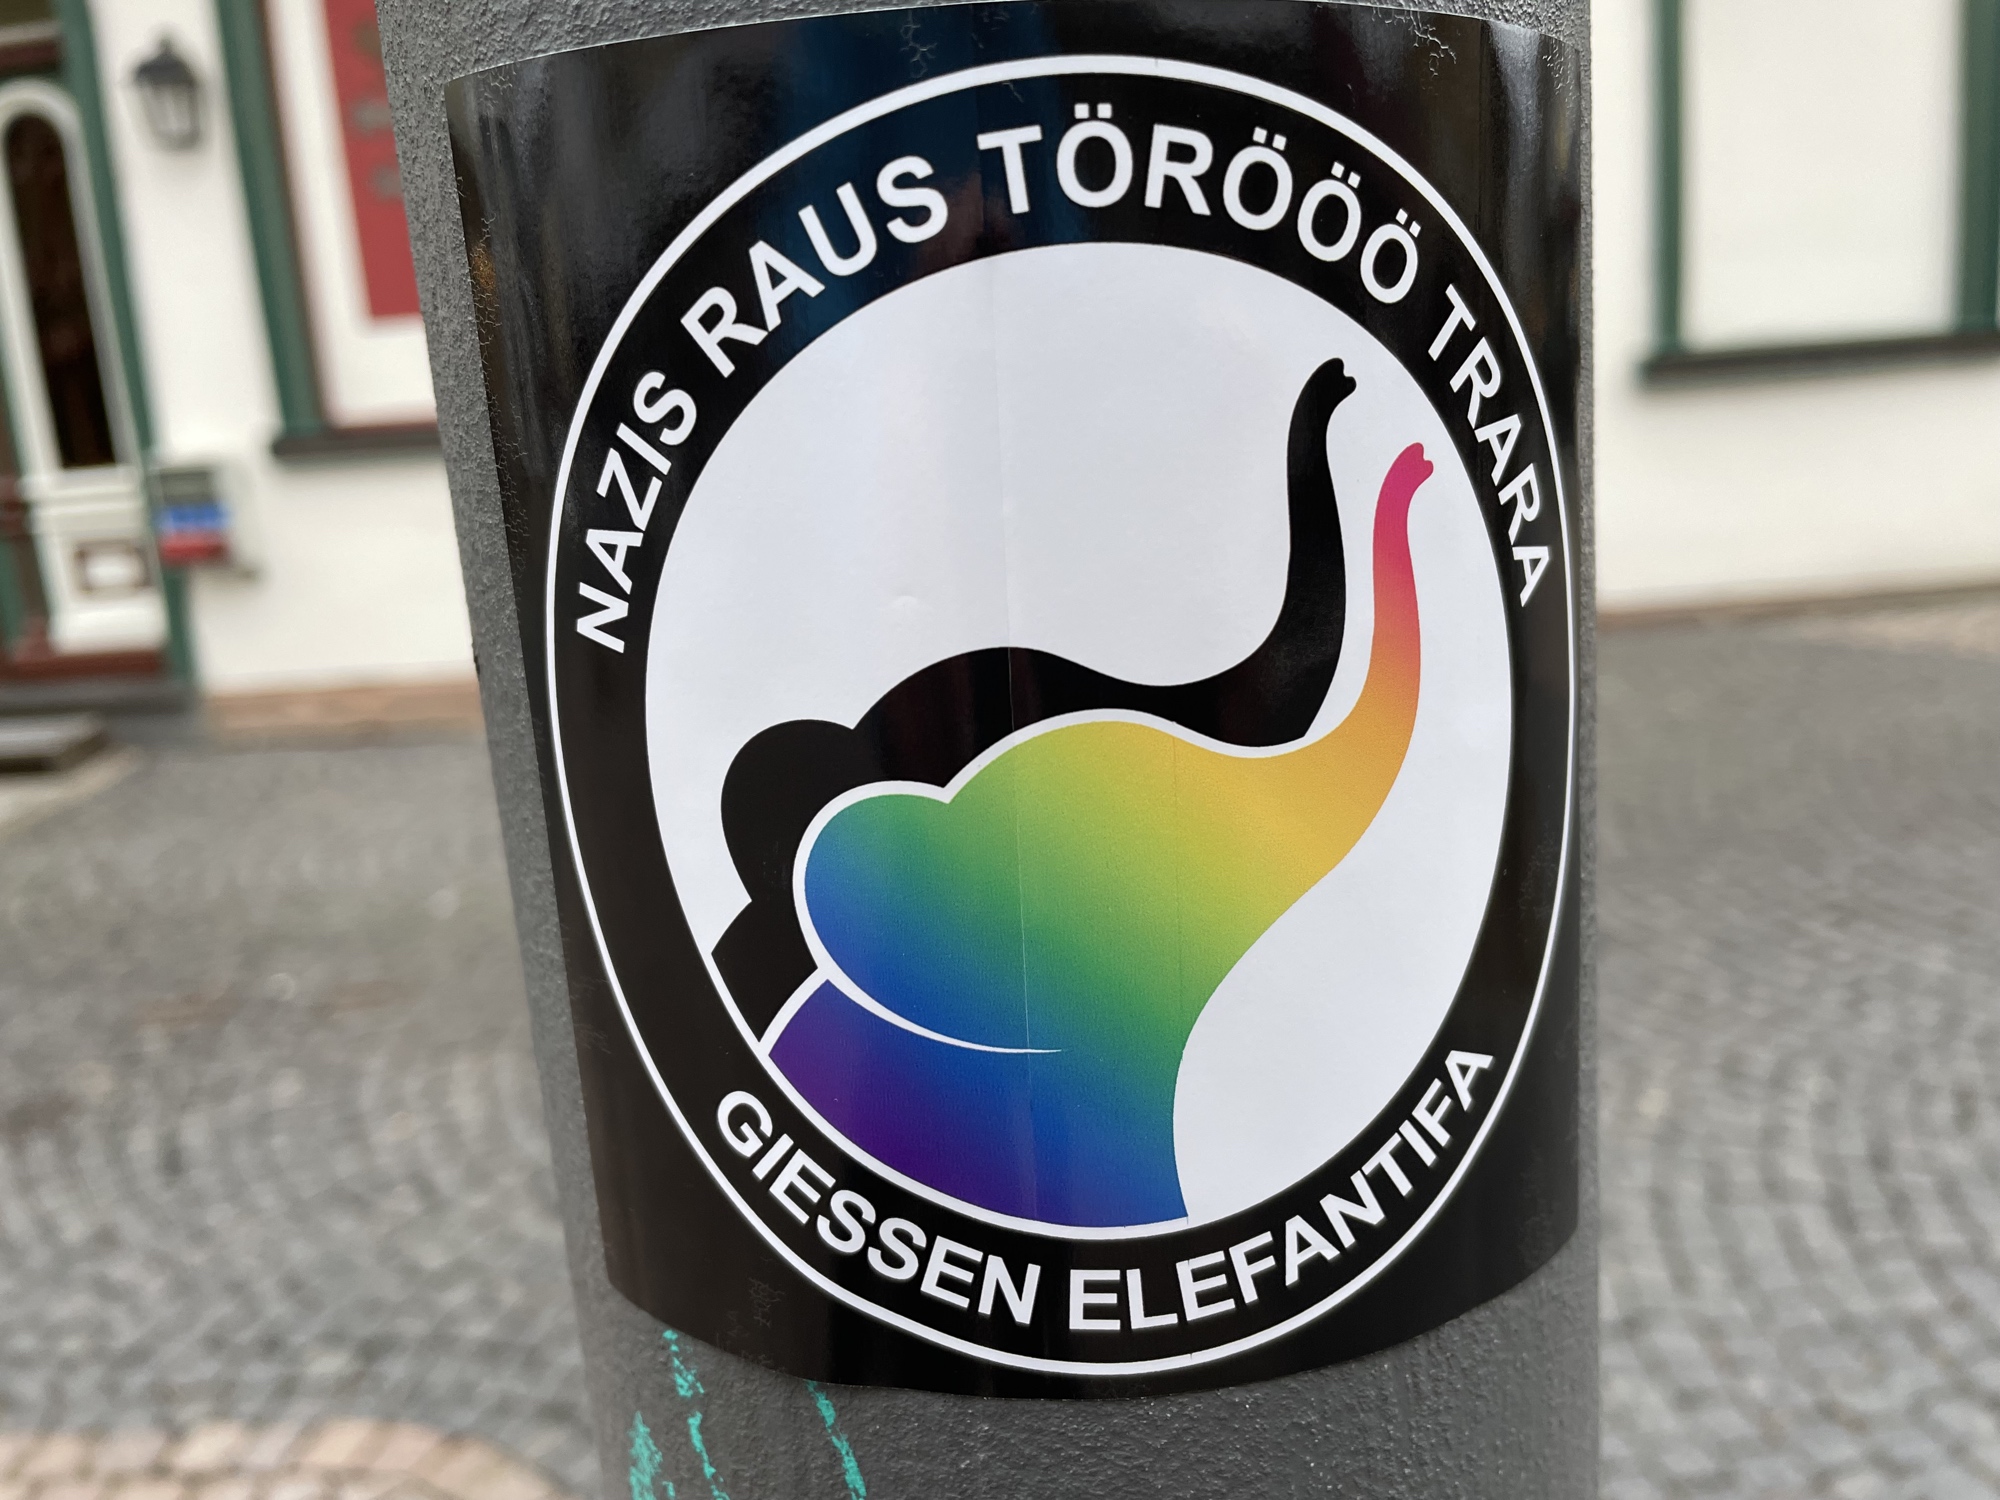 NAZIS RAUS TÖRÖÖÖ TRARA
GIESSEN ELEFANTIFA